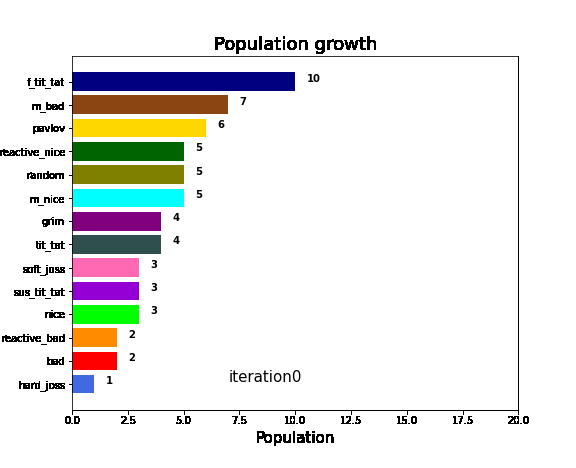 Population growth
f_tit_tat 10
m_bad 7
pavlov 6
reactive_nice 5
random 5
m_nice 5
grim 4
tit_tat 4
soft_joss 3
sus_tit_tat 3
nice 3
reactive_bad 2
bad 2
hard_joss 1
iteration0
0.0 2.5 5.0 7.5 10.0 12.5 15.0 17.5 20.0
Population